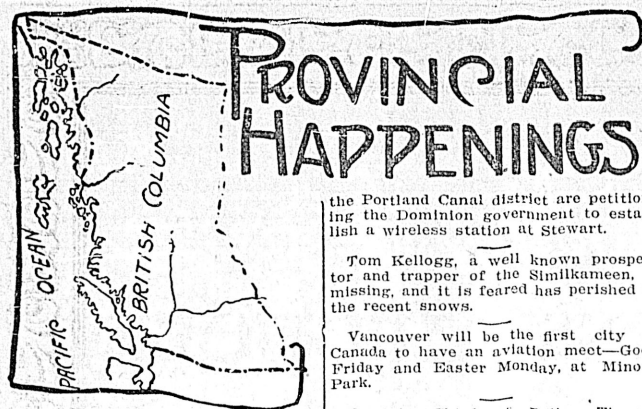 PROVINCIAL
HAPPENINGS
PACIFIC OCEAN
BRITISH COLUMBIA
the Portland Canal district are petitio
ing the Dominion government to esta
lish a wireless station at Stewart.
Tom Kellogg, a well known prospe
tor and trapper of the Similkameen,
missing, and it is feared has perished
the recent snows.
Vancouver will be the first city
Canada to have an aviation meet—Go
Friday and Easter Monday, at Mino
Park.